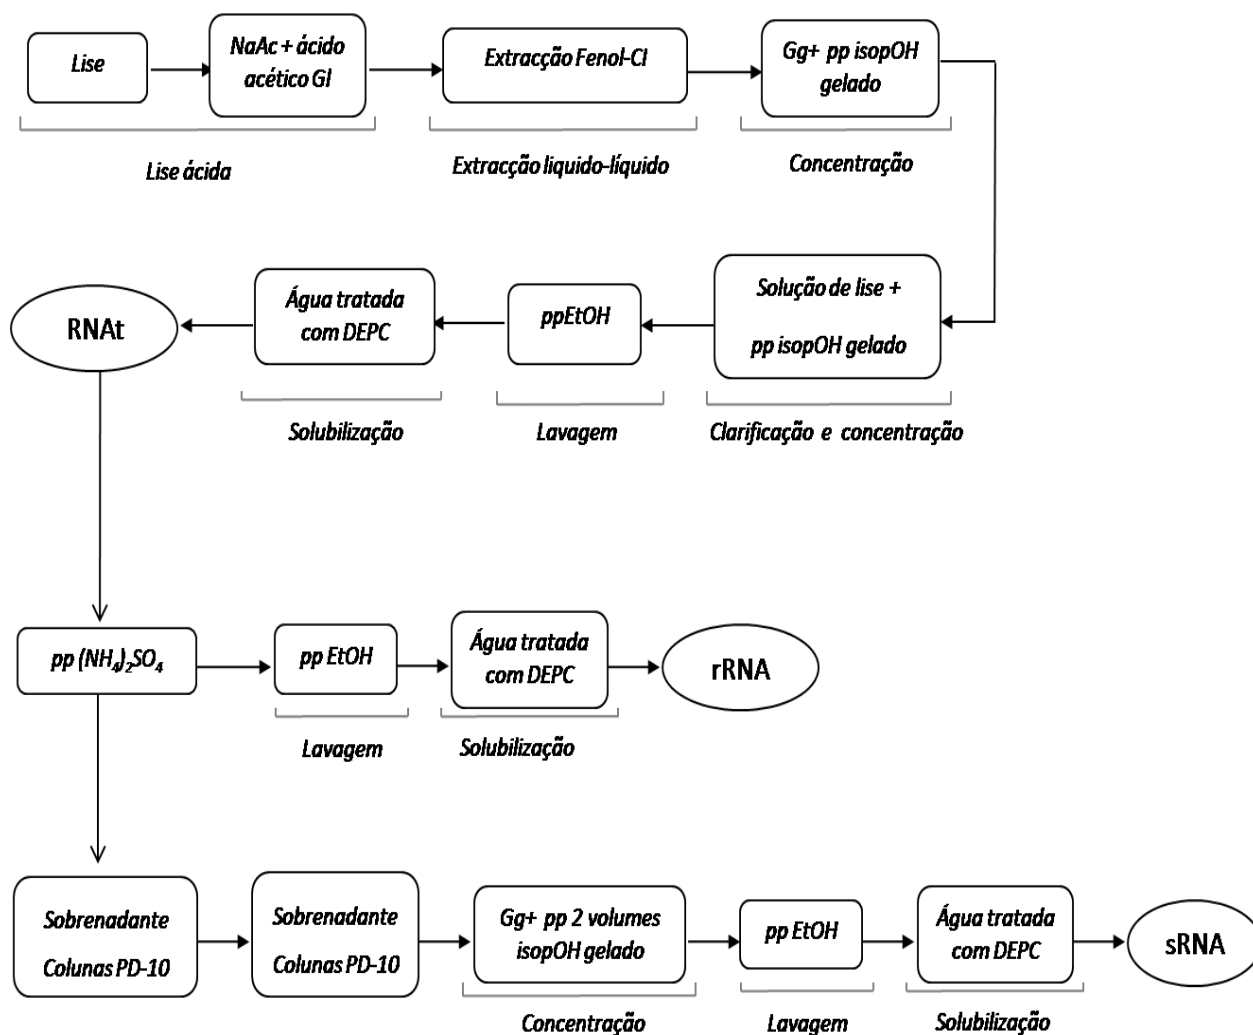 Lise
NaAc + ácido
acético Gl
Extracção Fenol-Cl
Gg+ pp isopOH
gelado
Lise ácida
Extracção liquido-líquido
Concentração
RNAt
Água tratada
com DEPC
ppEtOH
Solução de lise +
pp isopOH gelado
Solubilização
Lavagem
Clarificação e concentração
pp (NH₄)₂SO₄
pp EtOH
Água tratada
com DEPC
rRNA
Lavagem
Solubilização
Sobrenadante
Colunas PD-10
Sobrenadante
Colunas PD-10
Gg+ pp 2 volumes
isopOH gelado
pp EtOH
Água tratada
com DEPC
sRNA
Concentração
Lavagem
Solubilização